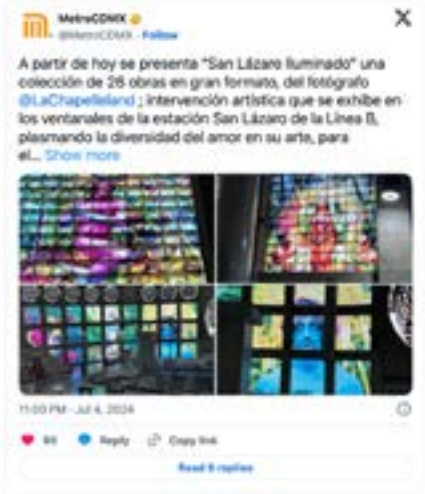 MetroCDMX
@MetroCDMX · Follow
A partir de hoy se presenta "San Lázaro Iluminado" una
colección de 26 obras en gran formato, del fotógrafo
@LaChapelleland ; intervención artística que se exhibe en
los ventanales de la estación San Lázaro de la Línea B,
plasmando la diversidad del amor en su arte, para
el... Show more
11:00 PM · Jul 4, 2024
Reply
Copy link
Read 8 replies